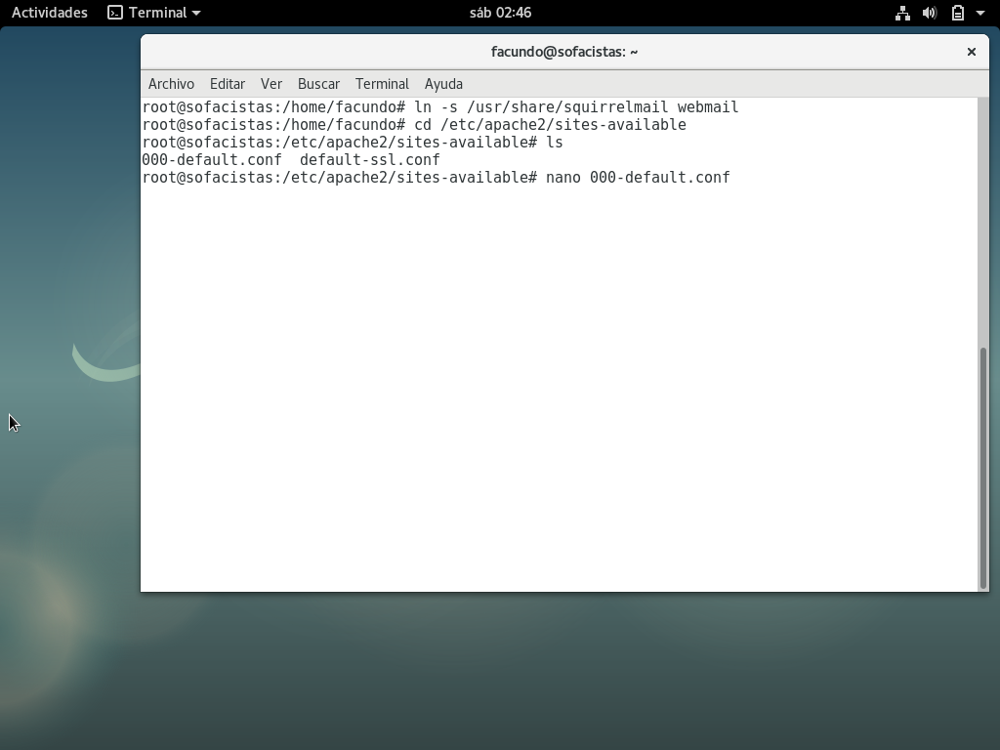 Actividades Terminal sáb 02:46
facundo@sofacistas: ~
Archivo Editar Ver Buscar Terminal Ayuda
root@sofacistas:/home/facundo# ln -s /usr/share/squirrelmail webmail
root@sofacistas:/home/facundo# cd /etc/apache2/sites-available
root@sofacistas:/etc/apache2/sites-available# ls
000-default.conf  default-ssl.conf
root@sofacistas:/etc/apache2/sites-available# nano 000-default.conf